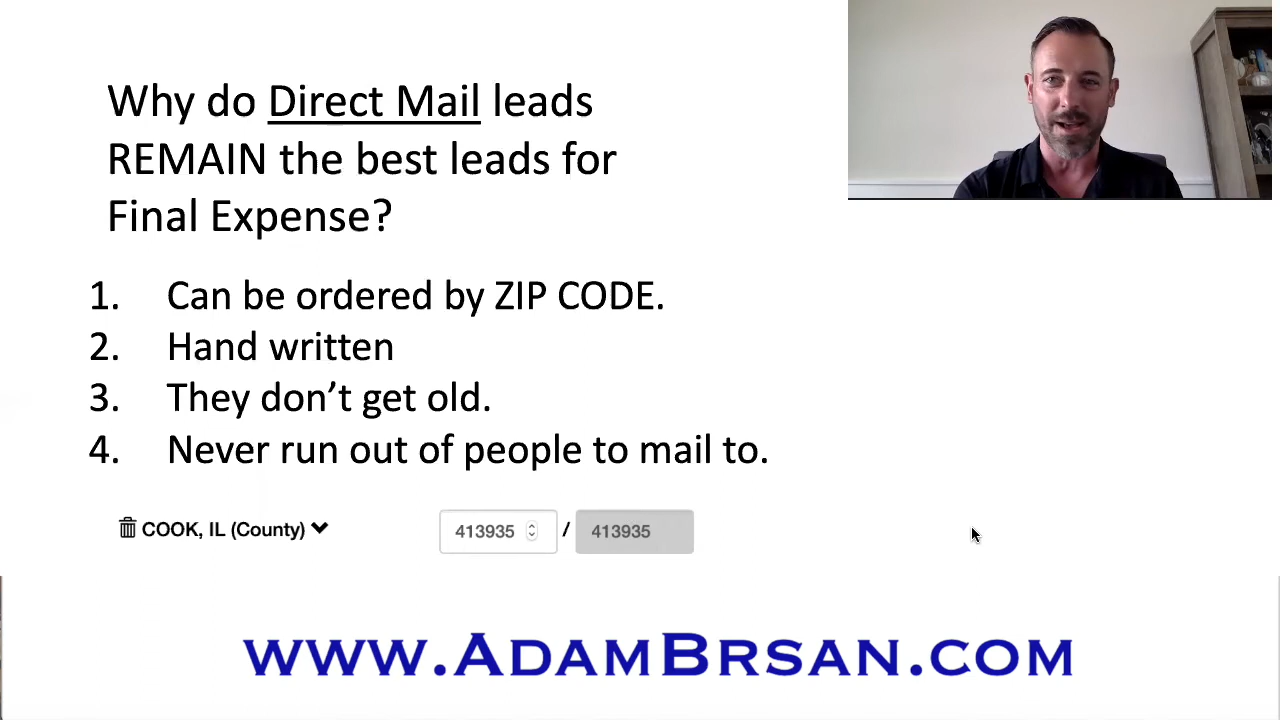 Why do Direct Mail leads
REMAIN the best leads for
Final Expense?
1. Can be ordered by ZIP CODE.
2. Hand written
3. They don’t get old.
4. Never run out of people to mail to.
COOK, IL (County) 413935 / 413935
www.AdamBrsan.com